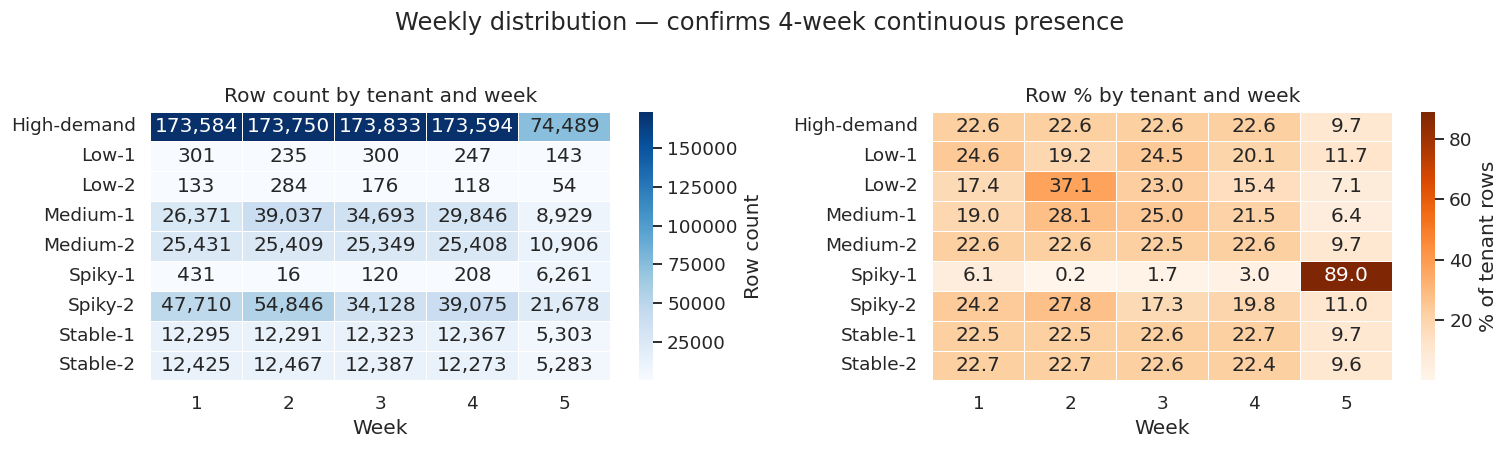 Weekly distribution — confirms 4-week continuous presence
Row count by tenant and week
High-demand 173,584 173,750 173,833 173,594 74,489
Low-1 301 235 300 247 143
Low-2 133 284 176 118 54
Medium-1 26,371 39,037 34,693 29,846 8,929
Medium-2 25,431 25,409 25,349 25,408 10,906
Spiky-1 431 16 120 208 6,261
Spiky-2 47,710 54,846 34,128 39,075 21,678
Stable-1 12,295 12,291 12,323 12,367 5,303
Stable-2 12,425 12,467 12,387 12,273 5,283
1 2 3 4 5
Week
150000
125000
100000
75000
50000
25000
Row count
Row % by tenant and week
High-demand 22.6 22.6 22.6 22.6 9.7
Low-1 24.6 19.2 24.5 20.1 11.7
Low-2 17.4 37.1 23.0 15.4 7.1
Medium-1 19.0 28.1 25.0 21.5 6.4
Medium-2 22.6 22.6 22.5 22.6 9.7
Spiky-1 6.1 0.2 1.7 3.0 89.0
Spiky-2 24.2 27.8 17.3 19.8 11.0
Stable-1 22.5 22.5 22.6 22.7 9.7
Stable-2 22.7 22.7 22.6 22.4 9.6
1 2 3 4 5
Week
80
60
40
20
% of tenant rows